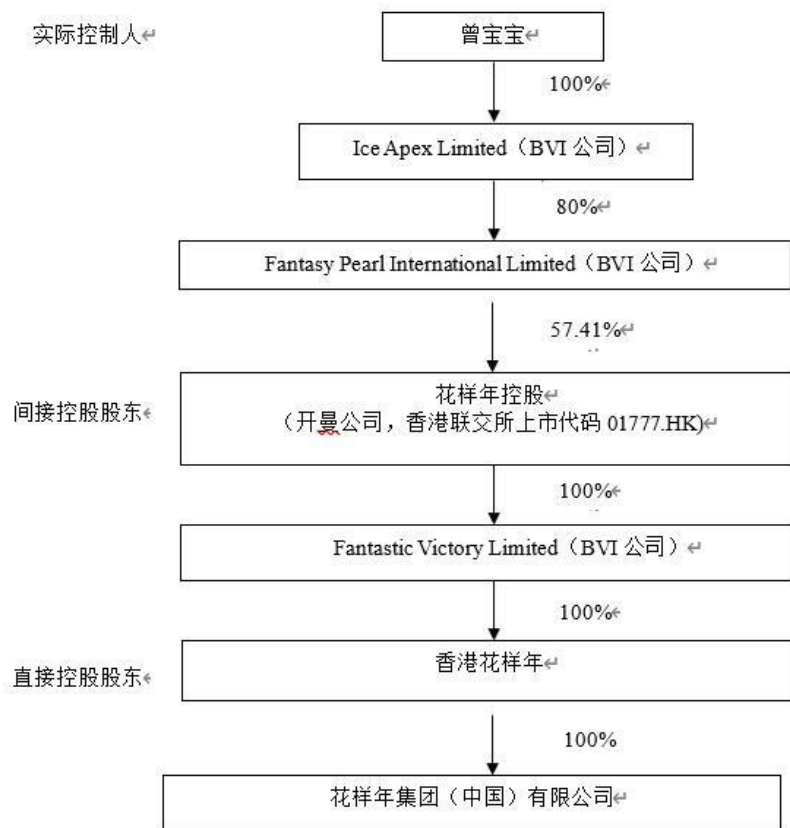 实际控制人
曾宝宝
100%
Ice Apex Limited（BVI 公司）
80%
Fantasy Pearl International Limited（BVI 公司）
57.41%
间接控股股东
花样年控股
（开曼公司，香港联交所上市代码 01777.HK)
100%
Fantastic Victory Limited（BVI 公司）
100%
直接控股股东
香港花样年
100%
花样年集团（中国）有限公司